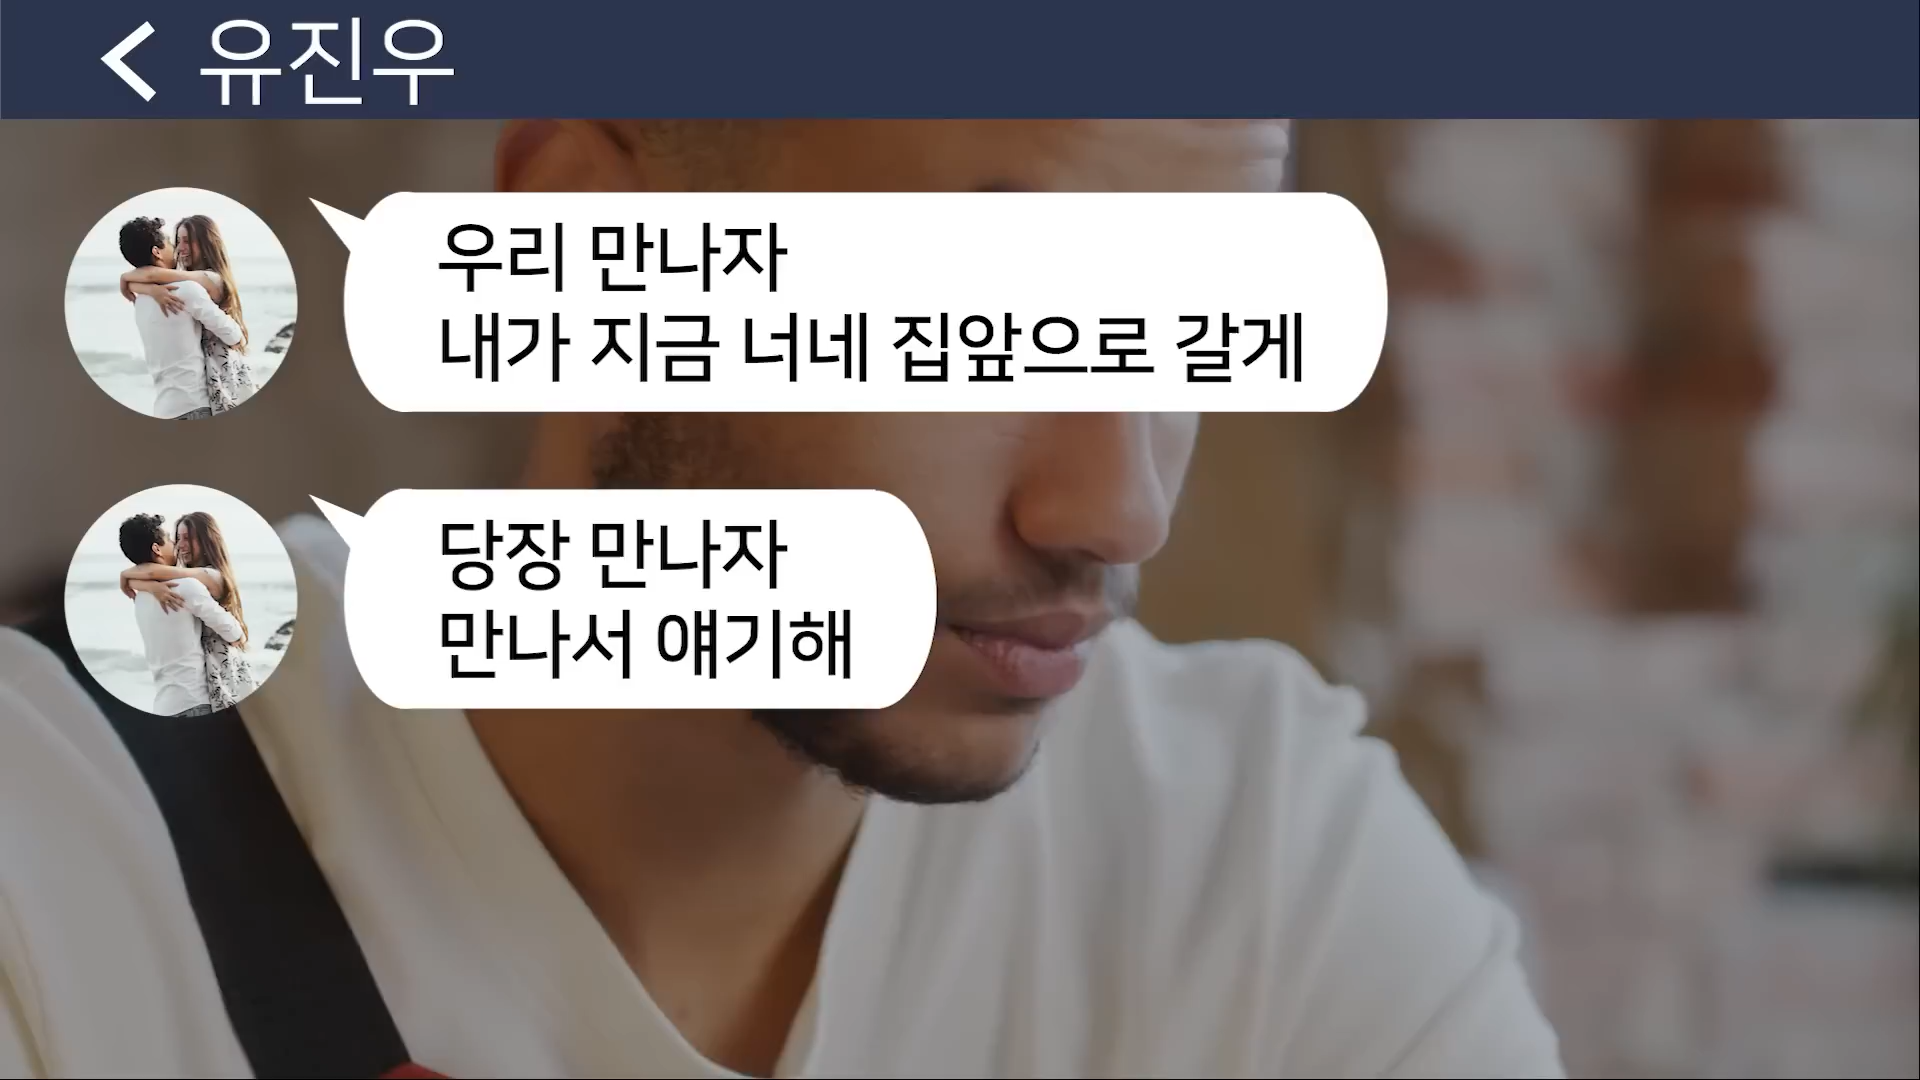 유진우
우리 만나자
내가 지금 너네 집앞으로 갈게
당장 만나자
만나서 얘기해